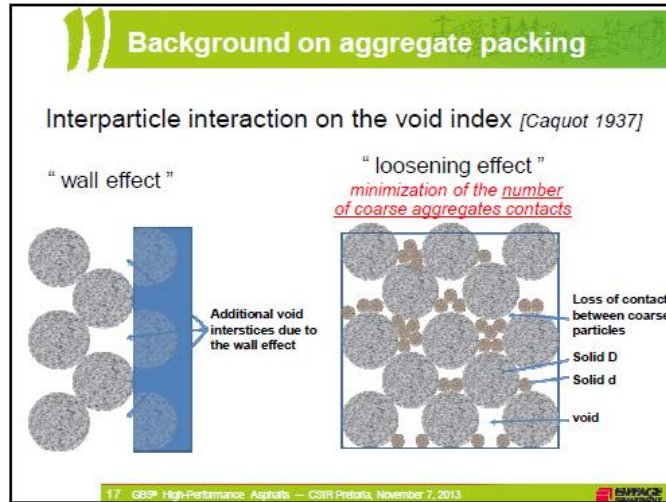 Background on aggregate packing
Interparticle interaction on the void index [Caquot 1937]
" wall effect "
Additional void
interstices due to
the wall effect
" loosening effect "
minimization of the number
of coarse aggregates contacts
Loss of contact
between coarse
particles
Solid D
Solid d
void
17 GB5® High-Performance Asphalts — CSIR Pretoria, November 7, 2013